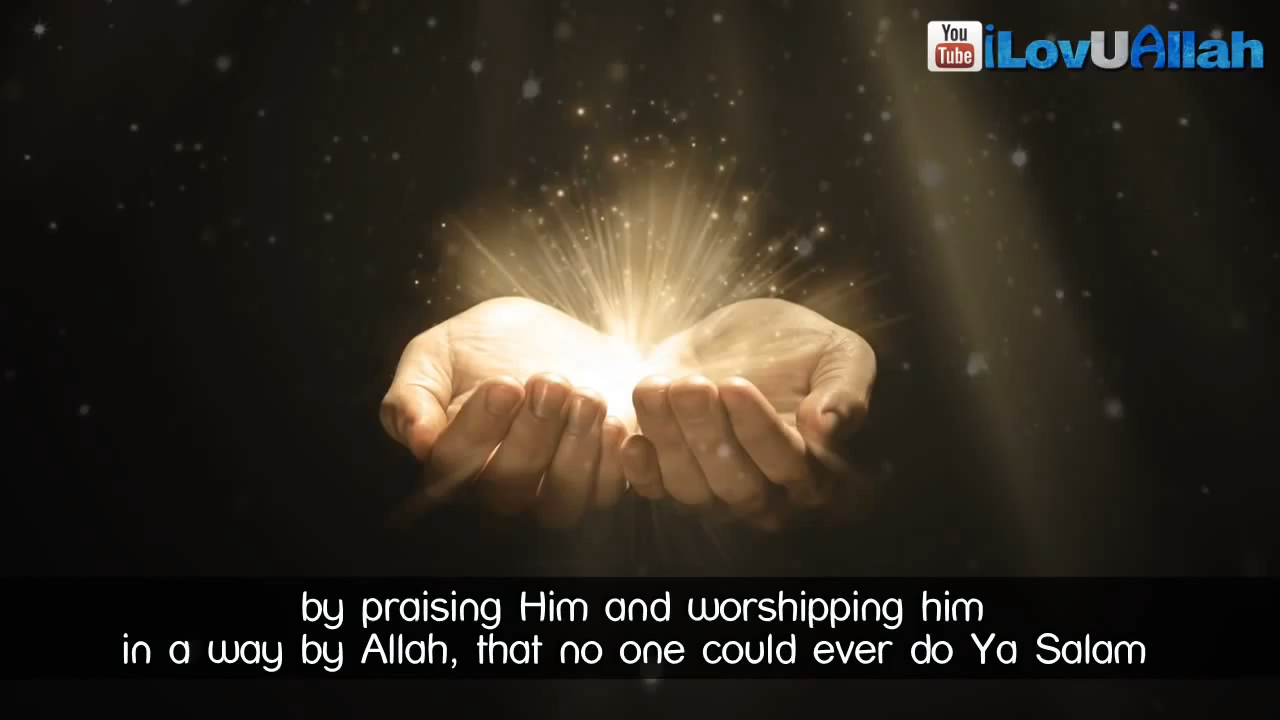 You
Tube
iLovUAllah
by praising Him and worshipping him
in a way by Allah, that no one could ever do Ya Salam